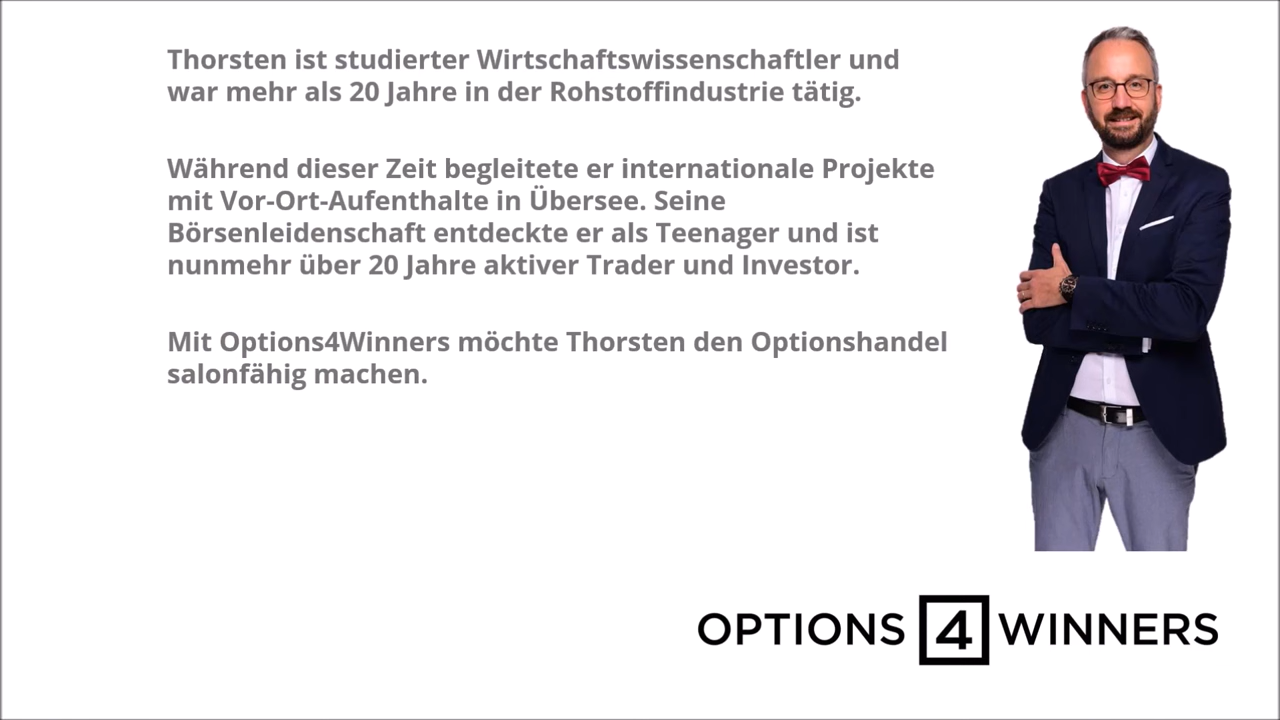 Thorsten ist studierter Wirtschaftswissenschaftler und
war mehr als 20 Jahre in der Rohstoffindustrie tätig.
Während dieser Zeit begleitete er internationale Projekte
mit Vor-Ort-Aufenthalte in Übersee. Seine
Börsenleidenschaft entdeckte er als Teenager und ist
nunmehr über 20 Jahre aktiver Trader und Investor.
Mit Options4Winners möchte Thorsten den Optionshandel
salonfähig machen.
OPTIONS 4 WINNERS